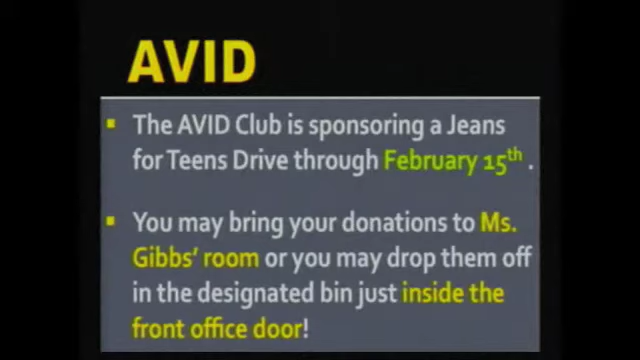 AVID
The AVID Club is sponsoring a Jeans
for Teens Drive through February 15th .
You may bring your donations to Ms.
Gibbs' room or you may drop them off
in the designated bin just inside the
front office door!